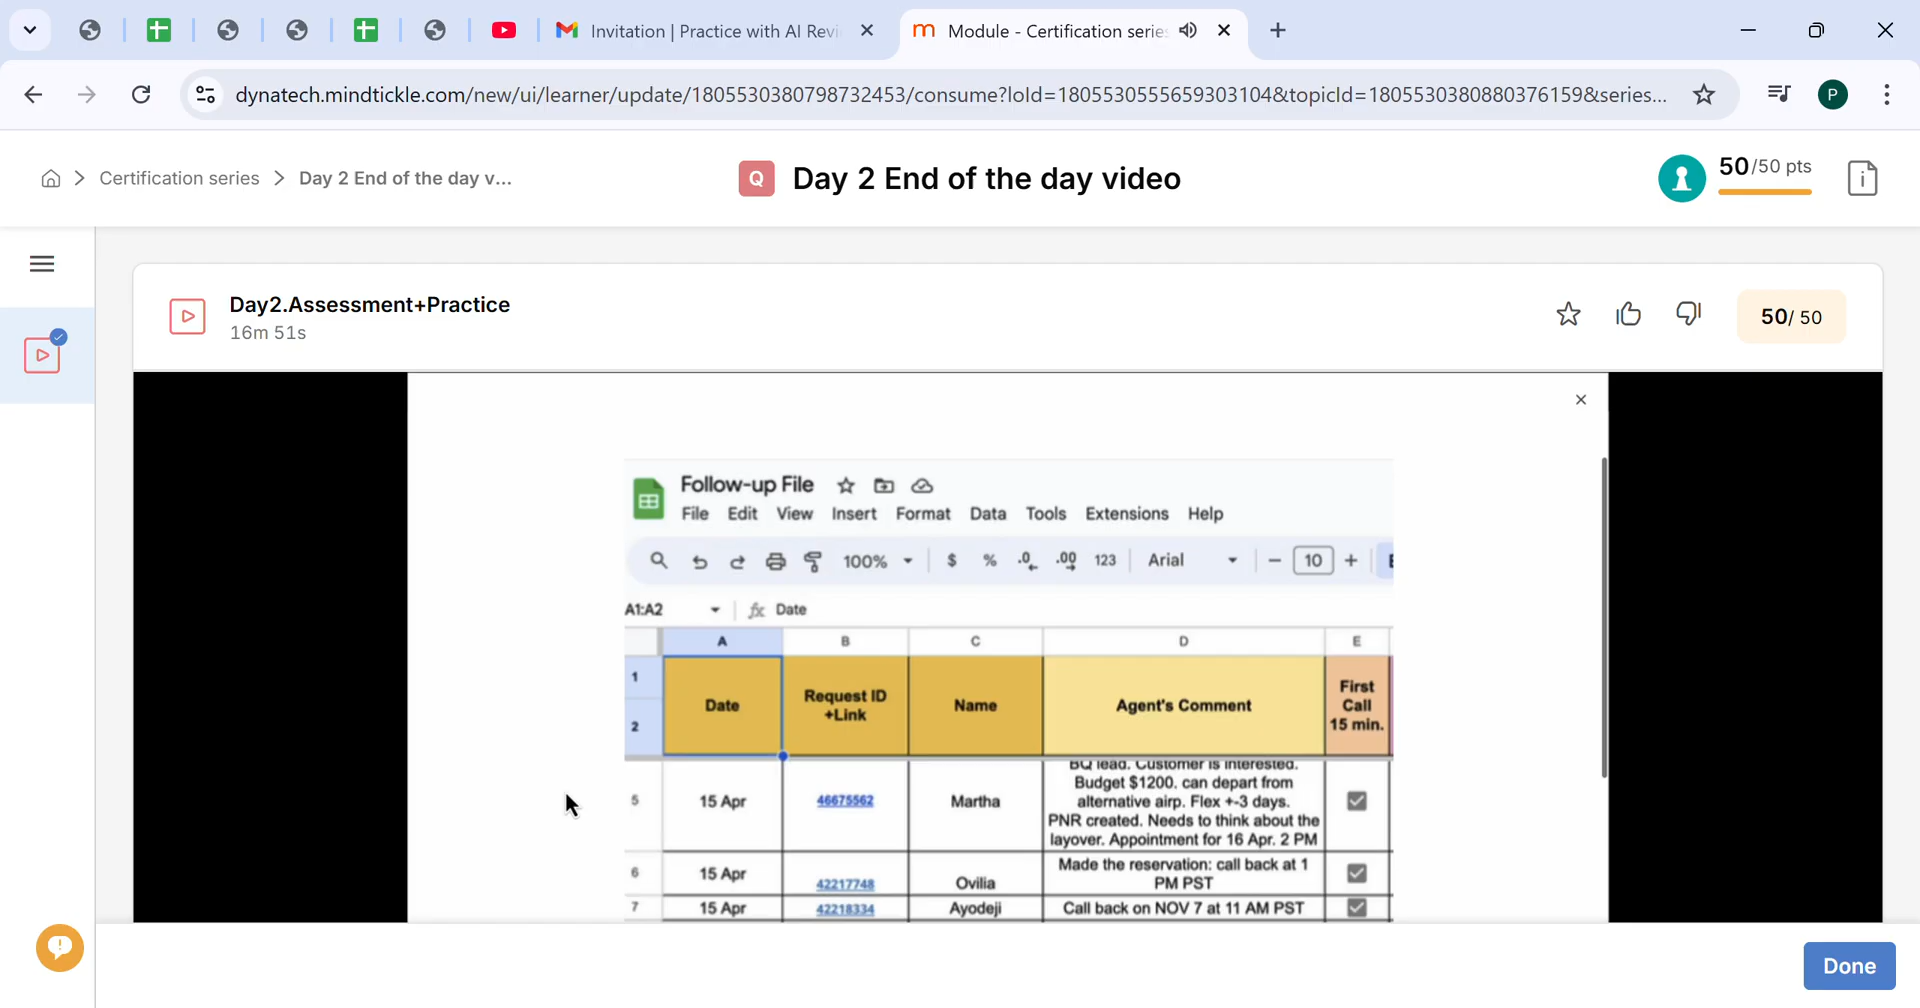 Invitation | Practice with AI Revi
Module - Certification series
dynatech.mindtickle.com/new/ui/learner/update/1805530380798732453/consume?loId=1805530555659303104&topicId=1805530380880376159&series...
P
Certification series
Day 2 End of the day v...
Q
Day 2 End of the day video
50/50 pts
Day2.Assessment+Practice
16m 51s
50/ 50
Follow-up File
File Edit View Insert Format Data Tools Extensions Help
100% $ % .0 .00 123 Arial − 10 +
A1:A2 fx Date
A B C D E
1
2
Date
Request ID
+Link
Name
Agent's Comment
First
Call
15 min.
5
15 Apr
46675562
Martha
BQ lead. Customer is interested.
Budget $1200. can depart from
alternative airp. Flex +-3 days.
PNR created. Needs to think about the
layover. Appointment for 16 Apr. 2 PM
6
15 Apr
42217748
Ovilia
Made the reservation: call back at 1
PM PST
7
15 Apr
42218334
Ayodeji
Call back on NOV 7 at 11 AM PST
Done